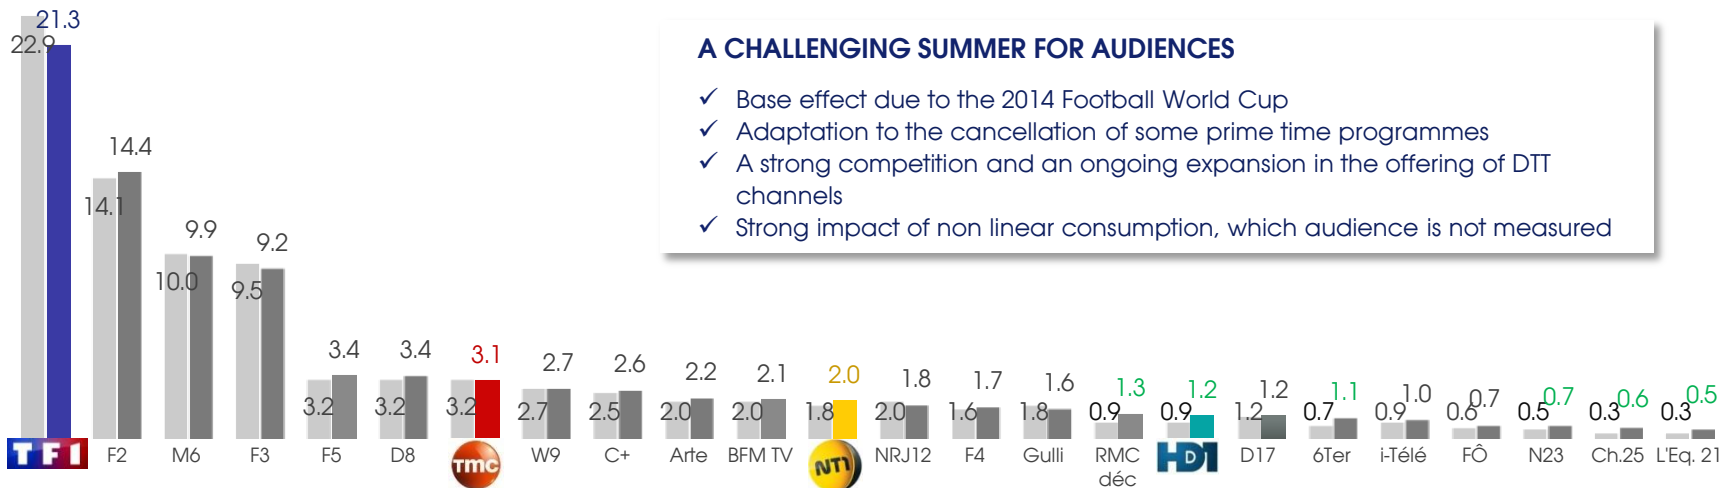 21.3
22.9
A CHALLENGING SUMMER FOR AUDIENCES
✓ Base effect due to the 2014 Football World Cup
✓ Adaptation to the cancellation of some prime time programmes
✓ A strong competition and an ongoing expansion in the offering of DTT
channels
✓ Strong impact of non linear consumption, which audience is not measured
14.4
14.1
9.9
10.0
9.2
9.5
3.4
3.2
3.4
3.2
3.1
3.2
2.7
2.7
2.6
2.5
2.2
2.0
2.1
2.0
2.0
1.8
1.8
2.0
1.7
1.6
1.6
1.8
1.3
0.9
1.2
0.9
1.2
1.2
1.1
0.7
1.0
0.9
0.7
0.6
0.7
0.5
0.6
0.3
0.5
0.3
TF1
F2
M6
F3
F5
D8
TMC
W9
C+
Arte
BFM TV
NT1
NRJ12
F4
Gulli
RMC
déc
HD1
D17
6Ter
i-Télé
FÔ
N23
Ch.25
L'Eq. 21